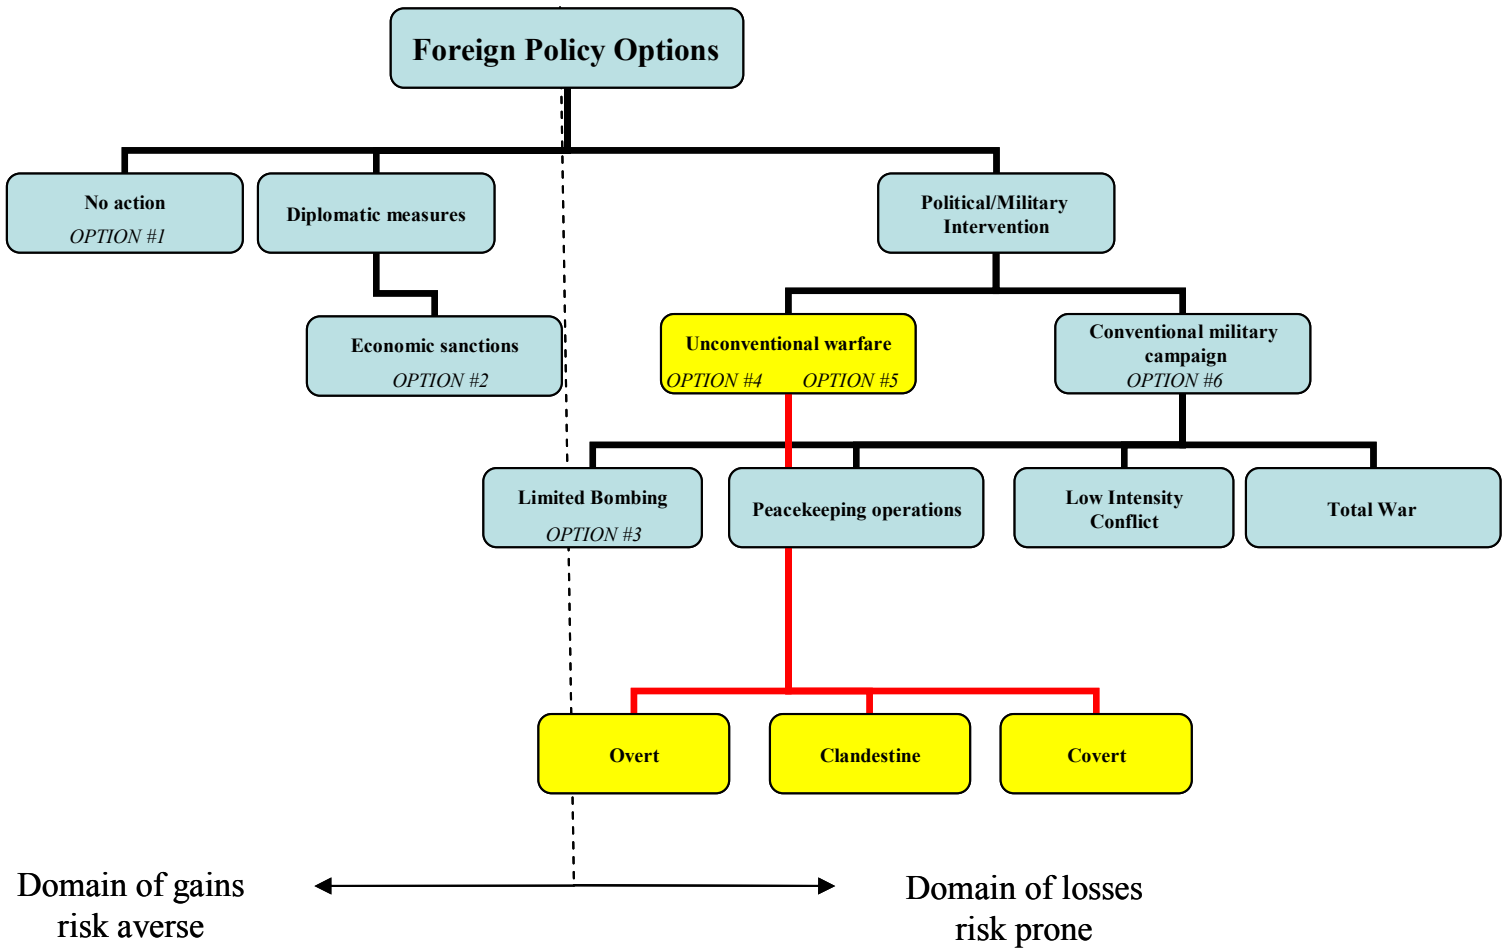 Foreign Policy Options
No action
OPTION #1
Diplomatic measures
Political/Military
Intervention
Economic sanctions
OPTION #2
Unconventional warfare
OPTION #4 OPTION #5
Conventional military
campaign
OPTION #6
Limited Bombing
OPTION #3
Peacekeeping operations
Low Intensity
Conflict
Total War
Overt
Clandestine
Covert
Domain of gains
risk averse
Domain of losses
risk prone